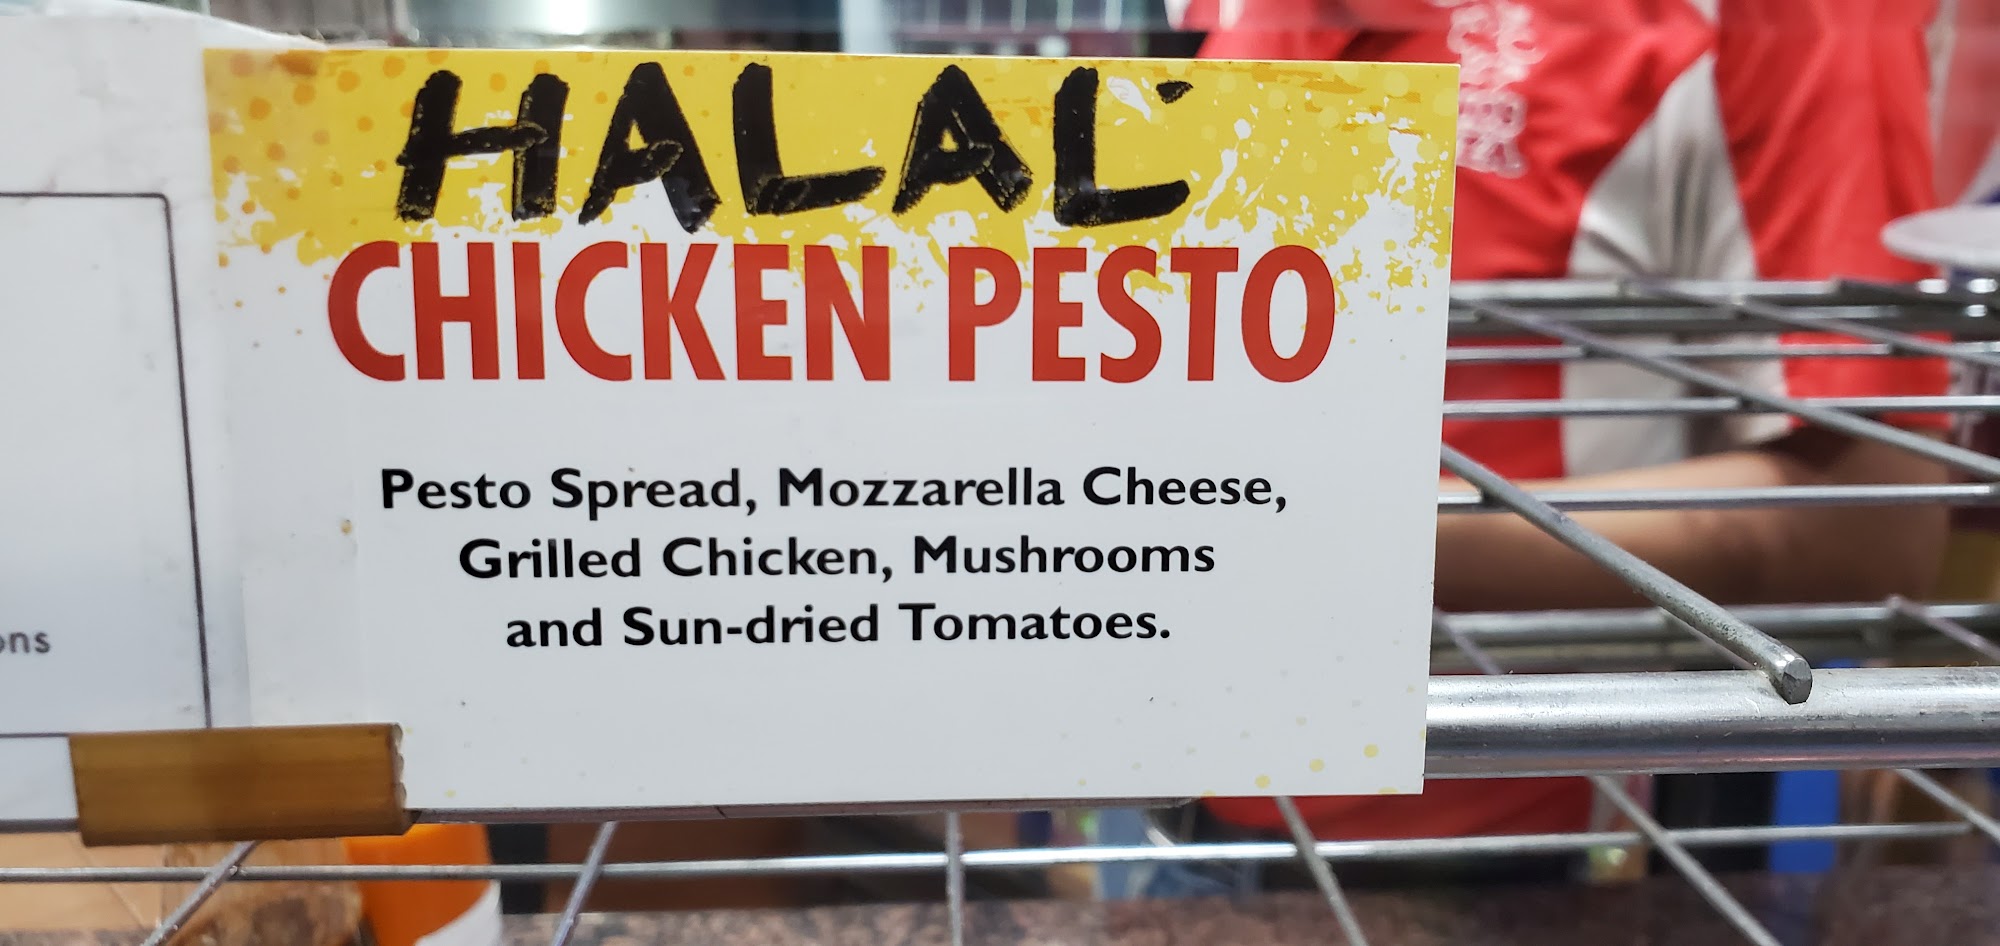 HALAL
CHICKEN PESTO
Pesto Spread, Mozzarella Cheese,
Grilled Chicken, Mushrooms
and Sun-dried Tomatoes.
ons